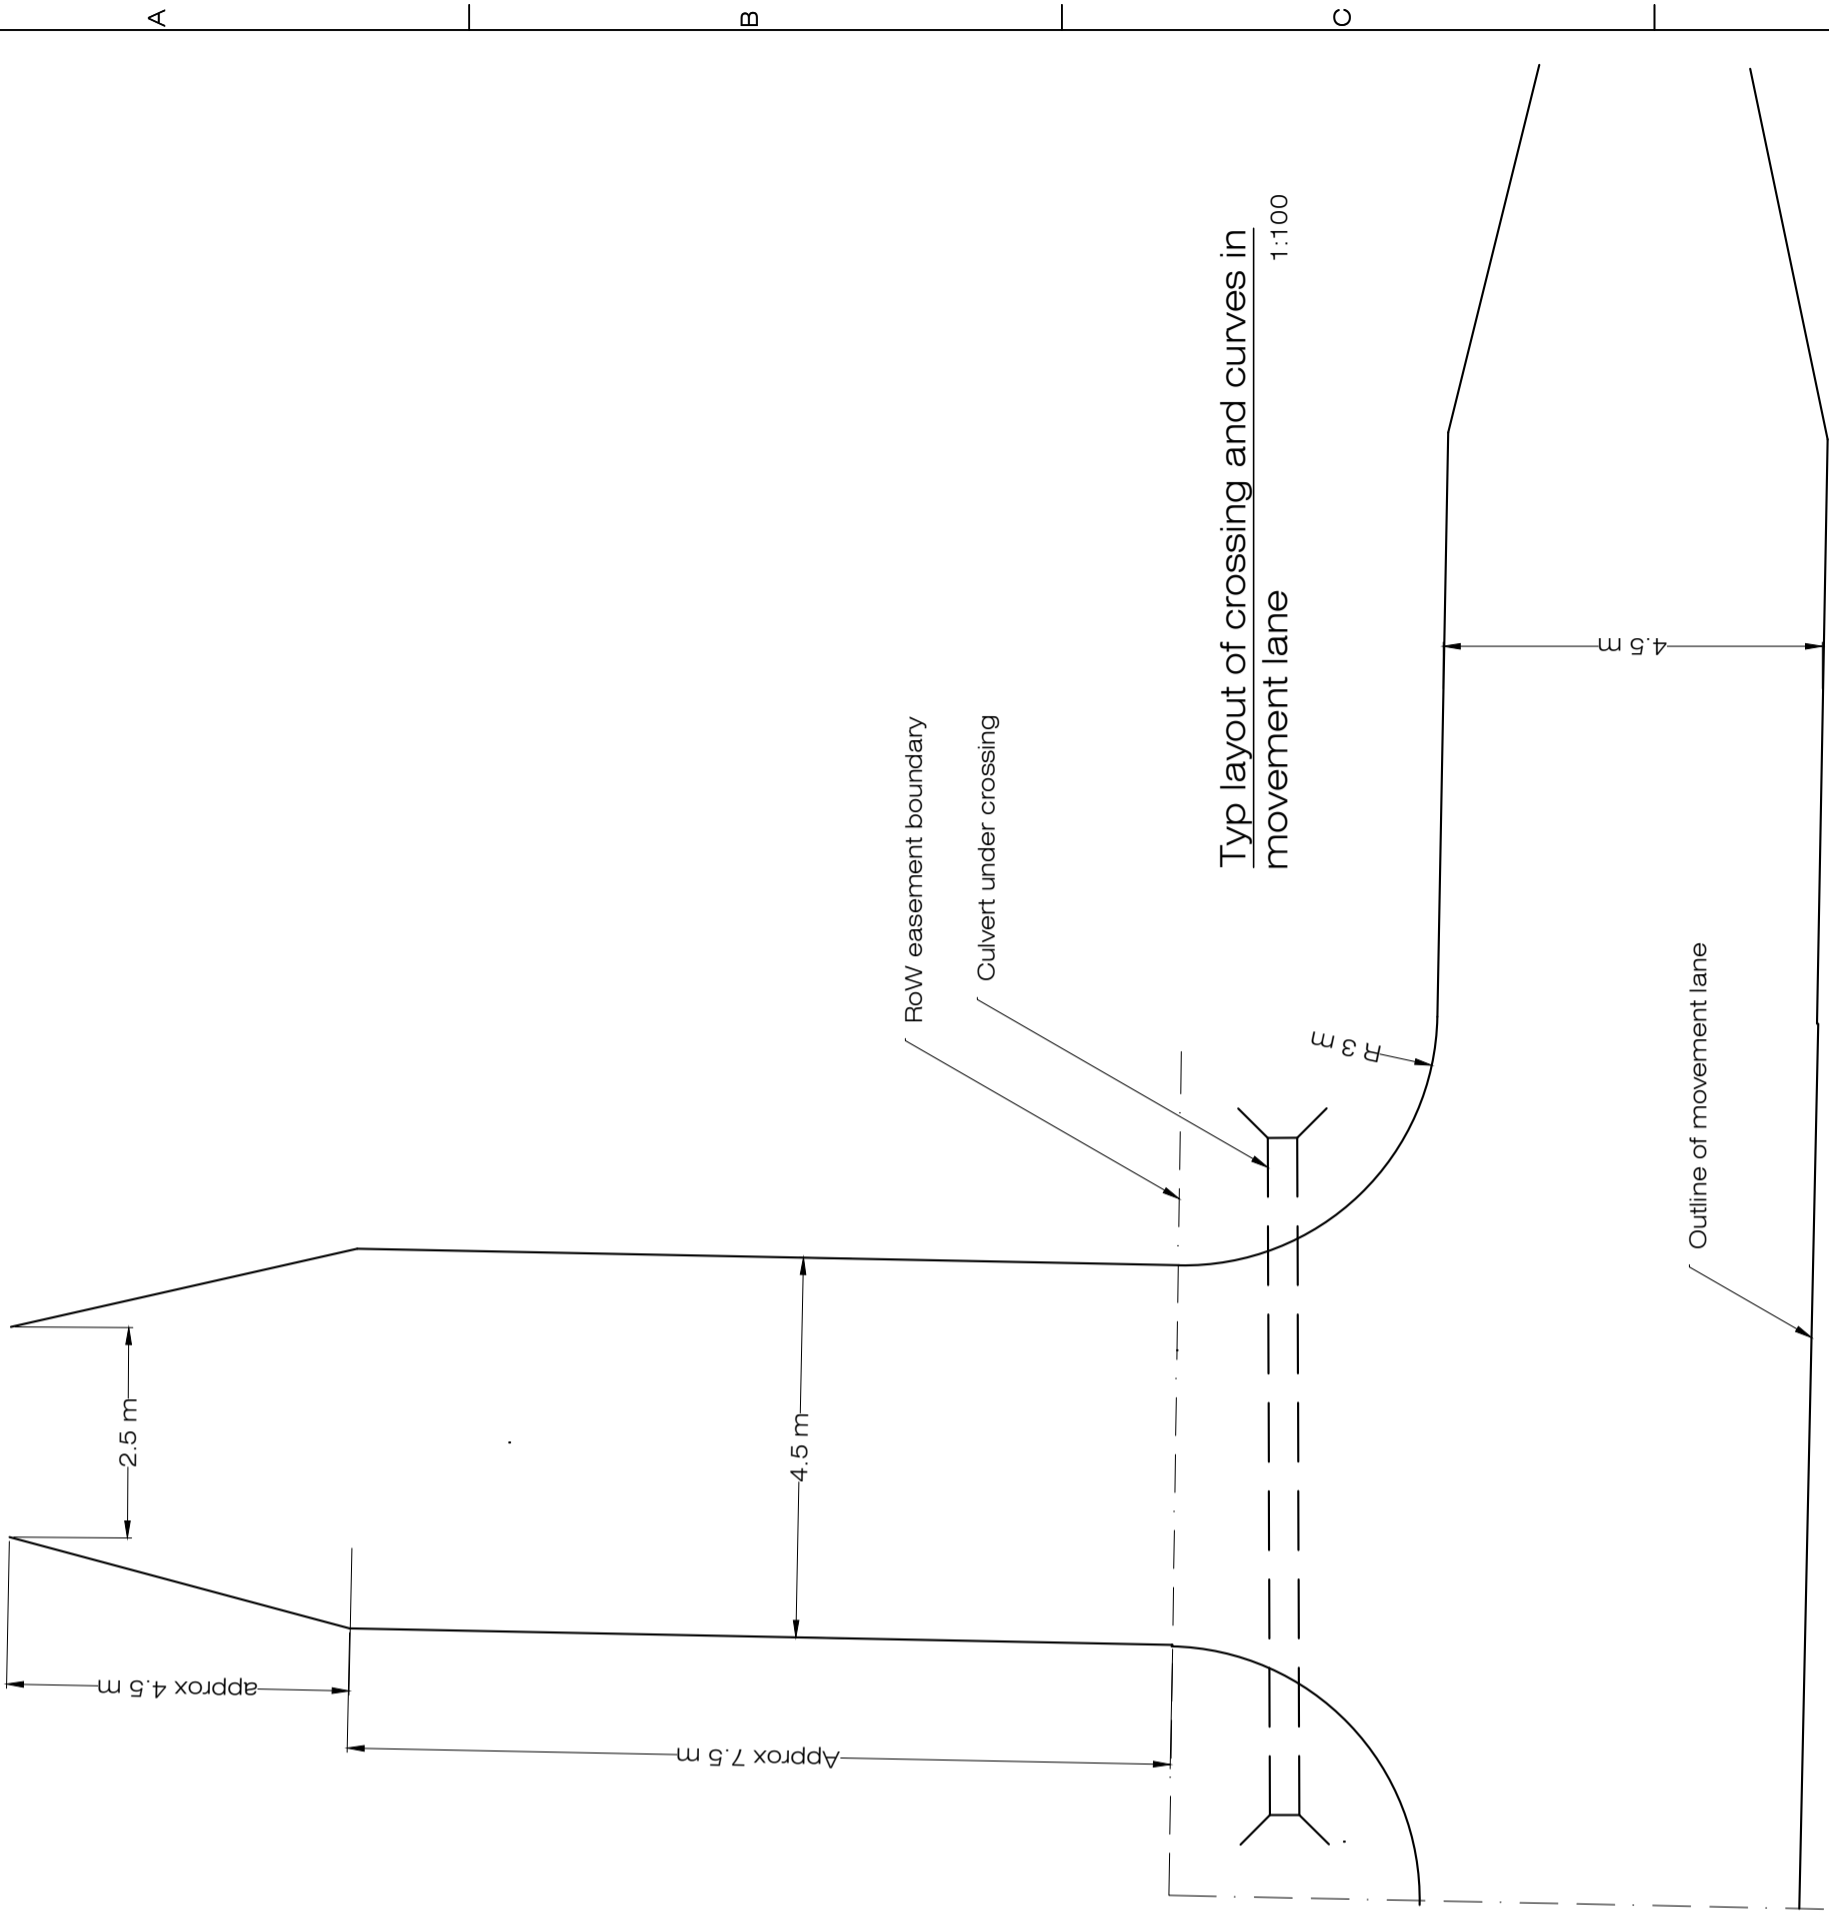 A
B
C
Typ layout of crossing and curves in
movement lane
1:100
RoW easement boundary
Culvert under crossing
Outline of movement lane
R 3 m
4.5 m
4.5 m
2.5 m
approx 4.5 m
Approx 7.5 m